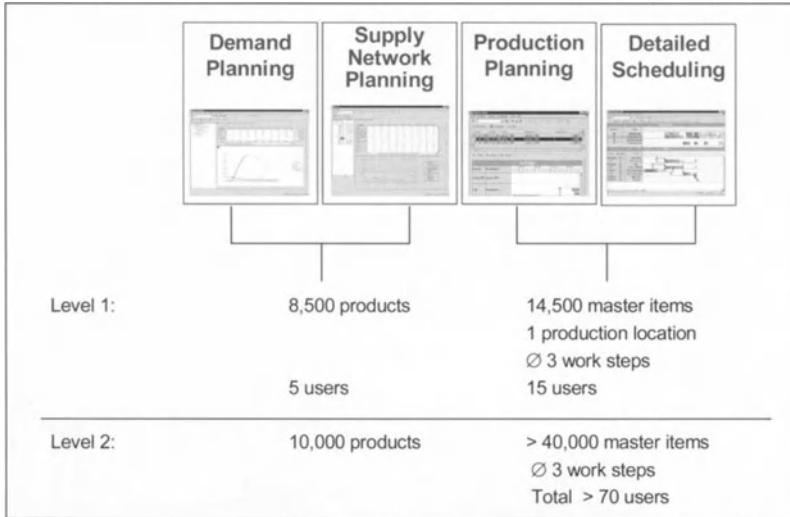 Demand
Planning
Supply
Network
Planning
Production
Planning
Detailed
Scheduling
Level 1:
8,500 products
14,500 master items
1 production location
∅ 3 work steps
5 users
15 users
Level 2:
10,000 products
> 40,000 master items
∅ 3 work steps
Total > 70 users